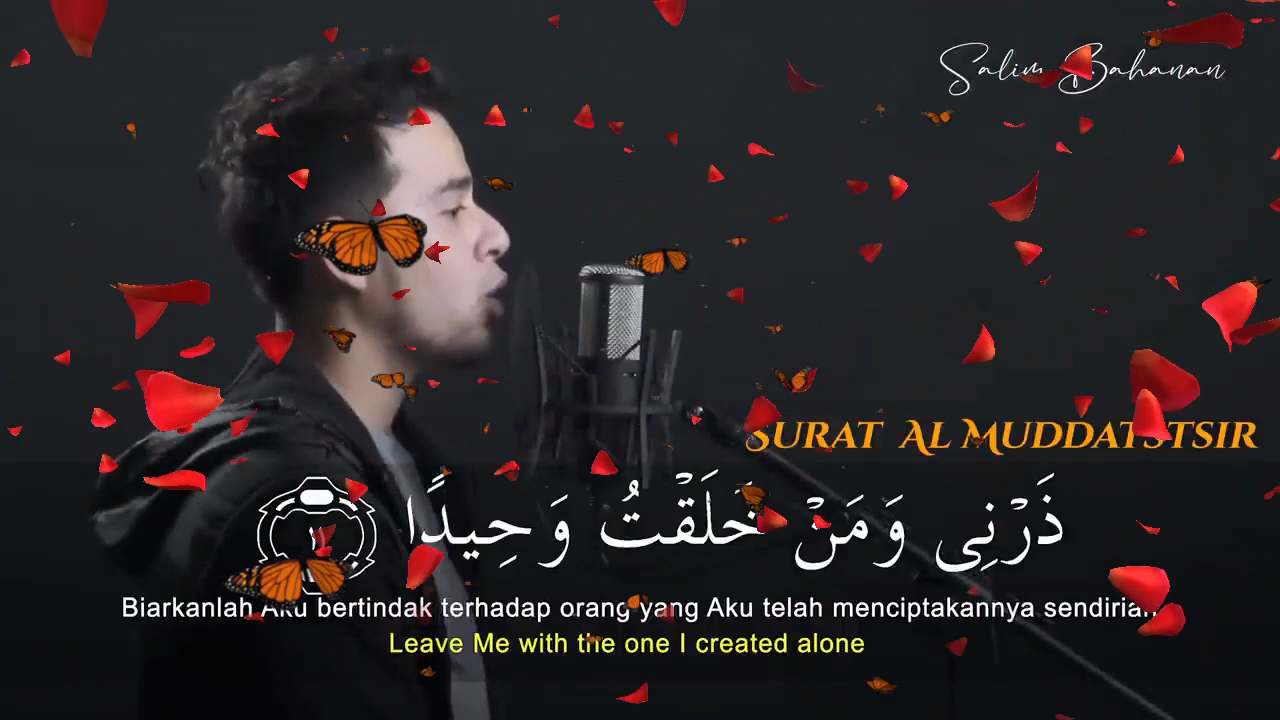 Salim Bahanan
SURAT AL MUDDATSTSIR
ذَرْنِى وَمَنْ خَلَقْتُ وَحِيدًا
Biarkanlah Aku bertindak terhadap orang yang Aku telah menciptakannya sendirian
Leave Me with the one I created alone